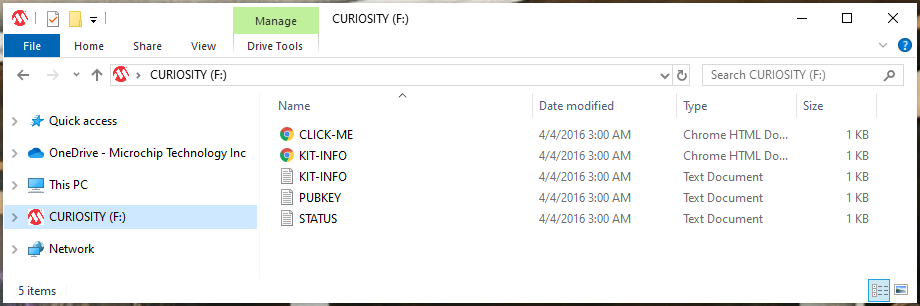 Manage CURIOSITY (F:)
File Home Share View Drive Tools
CURIOSITY (F:) Search CURIOSITY (F:)
Name Date modified Type Size
Quick access
OneDrive - Microchip Technology Inc
This PC
CURIOSITY (F:)
Network
CLICK-ME 4/4/2016 3:00 AM Chrome HTML Do... 1 KB
KIT-INFO 4/4/2016 3:00 AM Chrome HTML Do... 1 KB
KIT-INFO 4/4/2016 3:00 AM Text Document 1 KB
PUBKEY 4/4/2016 3:00 AM Text Document 1 KB
STATUS 4/4/2016 3:00 AM Text Document 1 KB
5 items